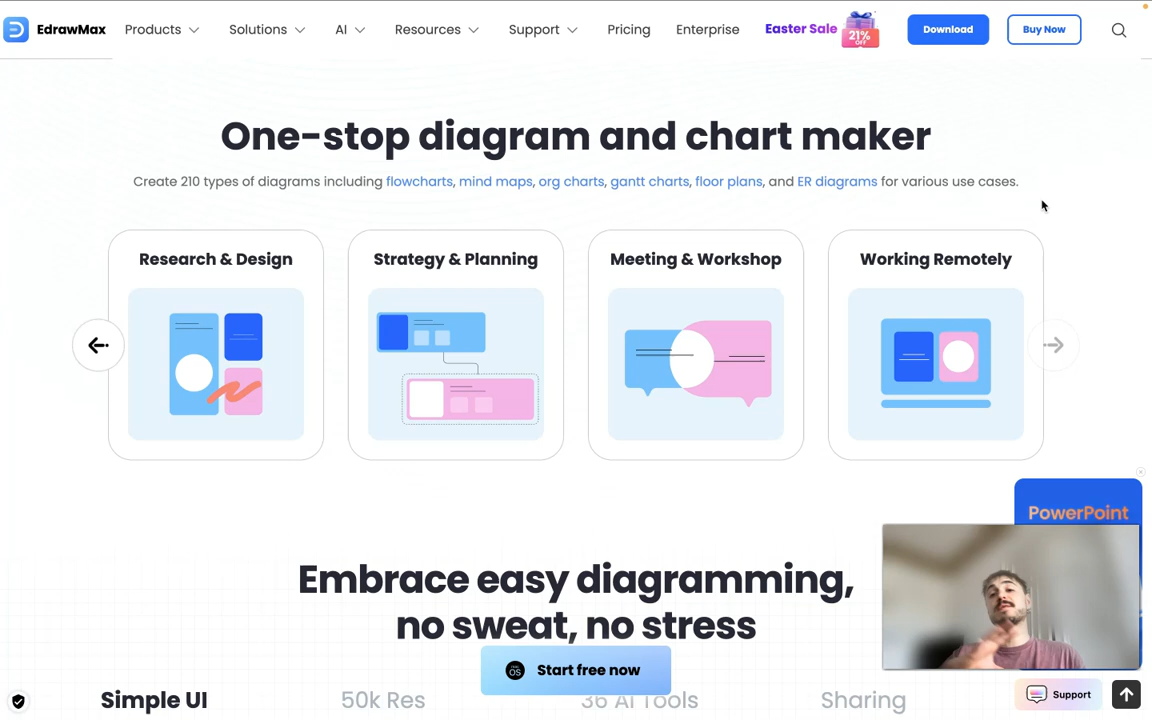 EdrawMax Products Solutions AI Resources Support Pricing Enterprise Easter Sale 21% OFF Download Buy Now
One-stop diagram and chart maker
Create 210 types of diagrams including flowcharts, mind maps, org charts, gantt charts, floor plans, and ER diagrams for various use cases.
Research & Design Strategy & Planning Meeting & Workshop Working Remotely
PowerPoint
Embrace easy diagramming,
no sweat, no stress
macOS Start free now
Simple UI 50k Res 36 AI Tools Sharing
Support